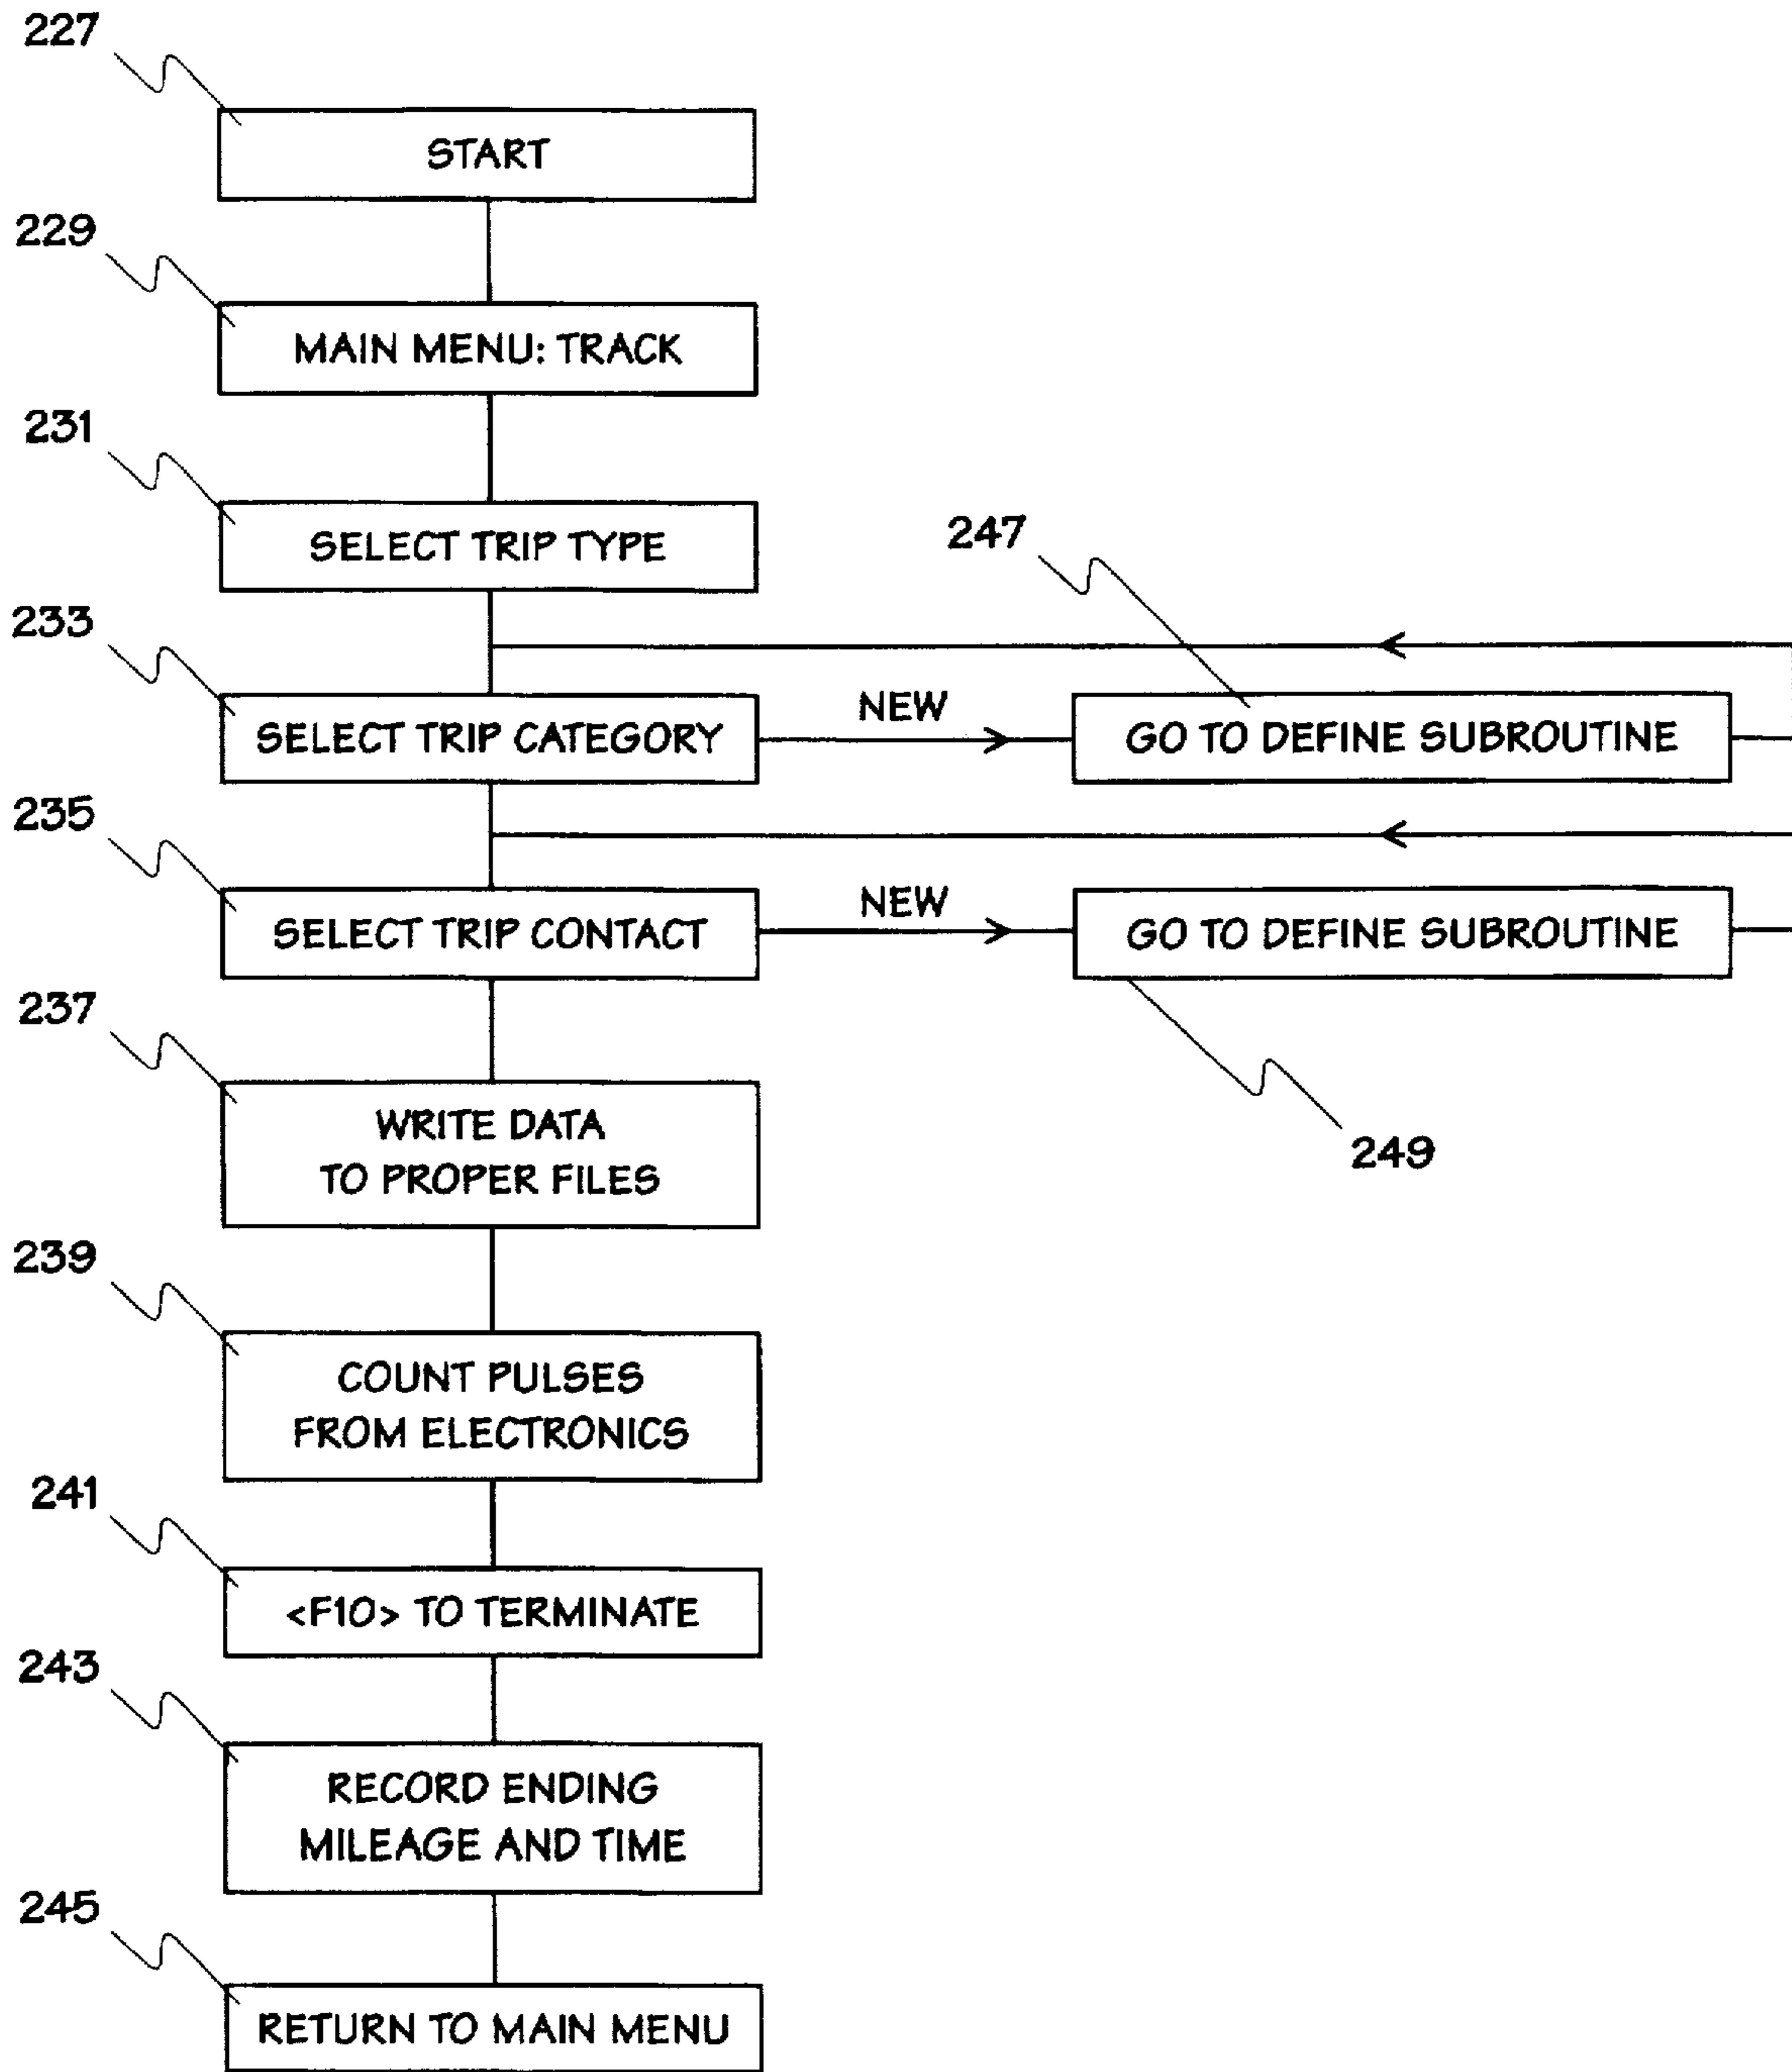 227
START
229
MAIN MENU: TRACK
231
SELECT TRIP TYPE
247
233
SELECT TRIP CATEGORY
NEW
GO TO DEFINE SUBROUTINE
235
SELECT TRIP CONTACT
NEW
GO TO DEFINE SUBROUTINE
249
237
WRITE DATA
TO PROPER FILES
239
COUNT PULSES
FROM ELECTRONICS
241
<F10> TO TERMINATE
243
RECORD ENDING
MILEAGE AND TIME
245
RETURN TO MAIN MENU